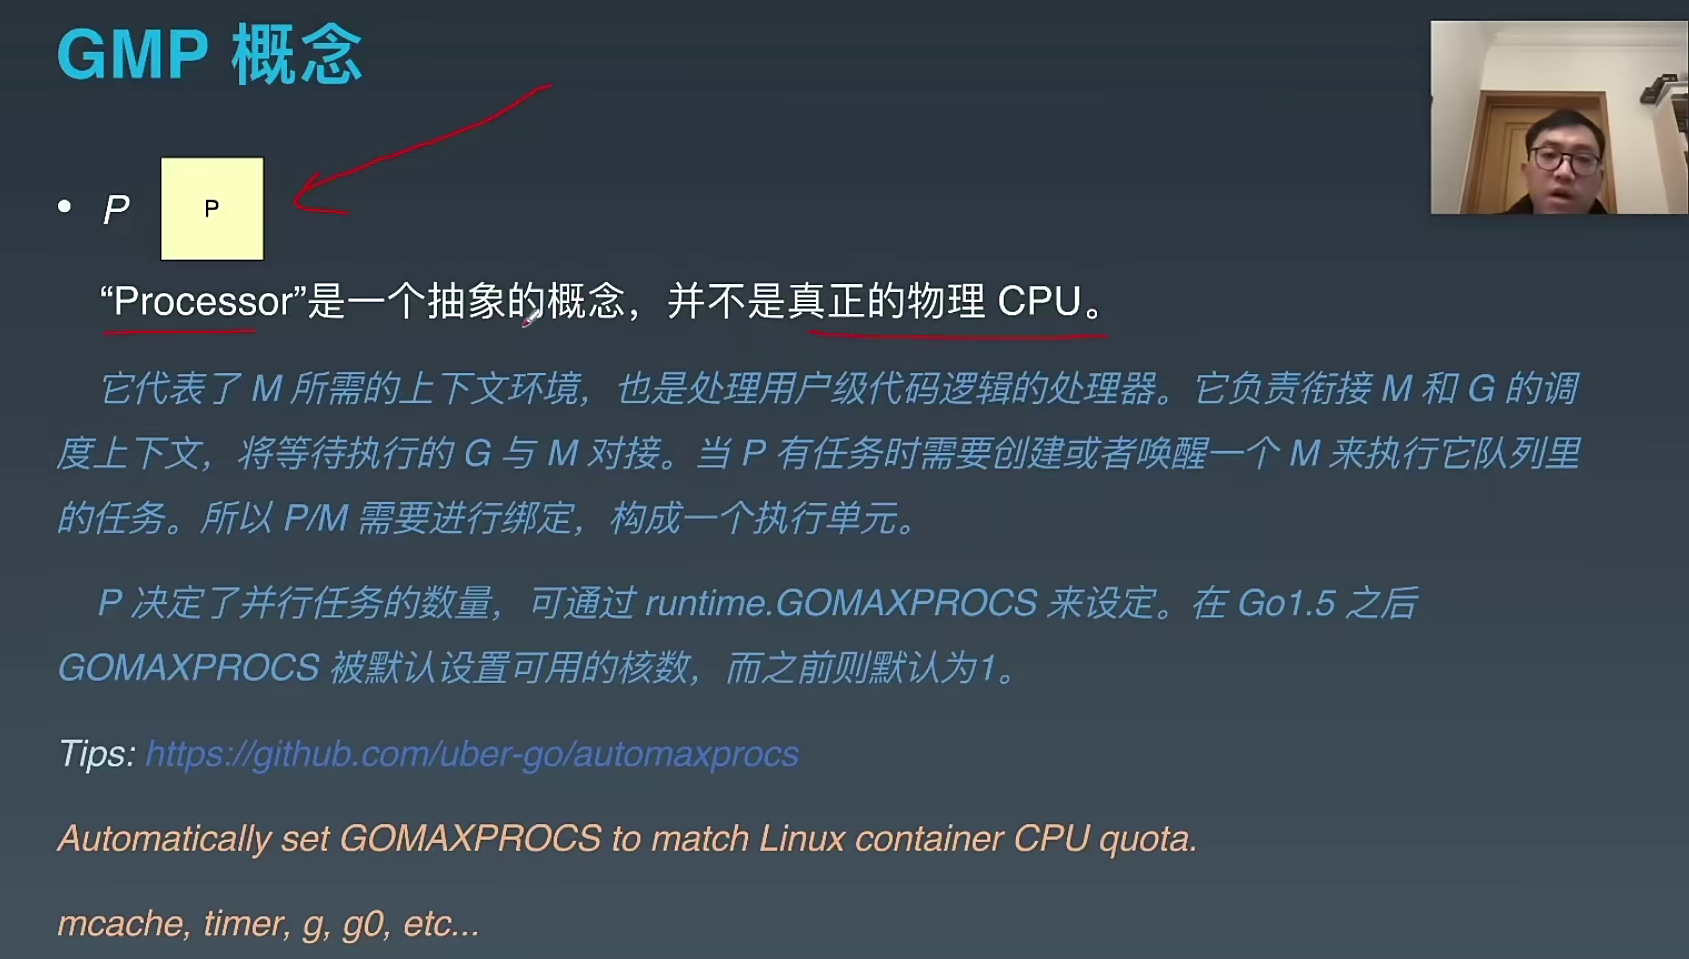 GMP 概念
• P
P
“Processor”是一个抽象的概念，并不是真正的物理 CPU。
它代表了 M 所需的上下文环境，也是处理用户级代码逻辑的处理器。它负责衔接 M 和 G 的调
度上下文，将等待执行的 G 与 M 对接。当 P 有任务时需要创建或者唤醒一个 M 来执行它队列里
的任务。所以 P/M 需要进行绑定，构成一个执行单元。
P 决定了并行任务的数量，可通过 runtime.GOMAXPROCS 来设定。在 Go1.5 之后
GOMAXPROCS 被默认设置可用的核数，而之前则默认为1。
Tips: https://github.com/uber-go/automaxprocs
Automatically set GOMAXPROCS to match Linux container CPU quota.
mcache, timer, g, g0, etc...